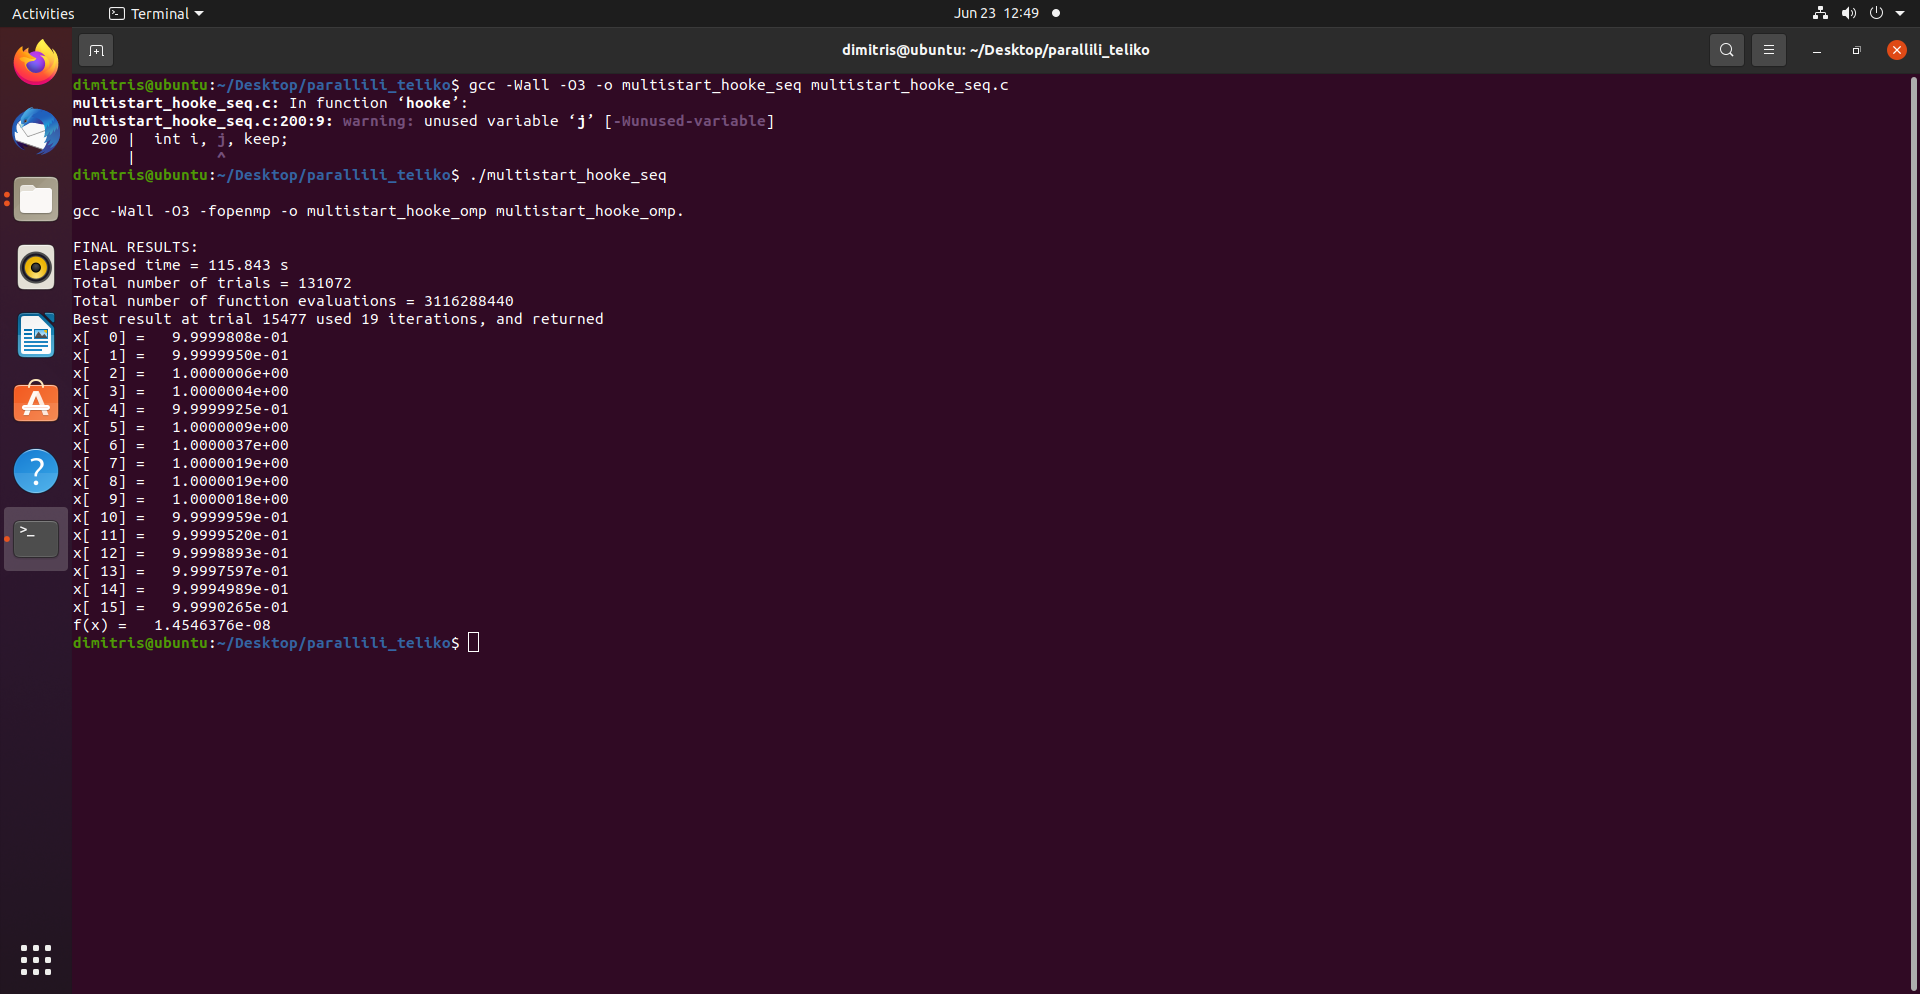 Activities Terminal Jun 23 12:49
dimitris@ubuntu: ~/Desktop/parallili_teliko
dimitris@ubuntu:~/Desktop/parallili_teliko$ gcc -Wall -O3 -o multistart_hooke_seq multistart_hooke_seq.c
multistart_hooke_seq.c: In function ‘hooke’:
multistart_hooke_seq.c:200:9: warning: unused variable ‘j’ [-Wunused-variable]
  200 |  int i, j, keep;
      |         ^
dimitris@ubuntu:~/Desktop/parallili_teliko$ ./multistart_hooke_seq
gcc -Wall -O3 -fopenmp -o multistart_hooke_omp multistart_hooke_omp.
FINAL RESULTS:
Elapsed time = 115.843 s
Total number of trials = 131072
Total number of function evaluations = 3116288440
Best result at trial 15477 used 19 iterations, and returned
x[  0] =   9.9999808e-01
x[  1] =   9.9999950e-01
x[  2] =   1.0000006e+00
x[  3] =   1.0000004e+00
x[  4] =   9.9999925e-01
x[  5] =   1.0000009e+00
x[  6] =   1.0000037e+00
x[  7] =   1.0000019e+00
x[  8] =   1.0000019e+00
x[  9] =   1.0000018e+00
x[ 10] =   9.9999959e-01
x[ 11] =   9.9999520e-01
x[ 12] =   9.9998893e-01
x[ 13] =   9.9997597e-01
x[ 14] =   9.9994989e-01
x[ 15] =   9.9990265e-01
f(x) =   1.4546376e-08
dimitris@ubuntu:~/Desktop/parallili_teliko$